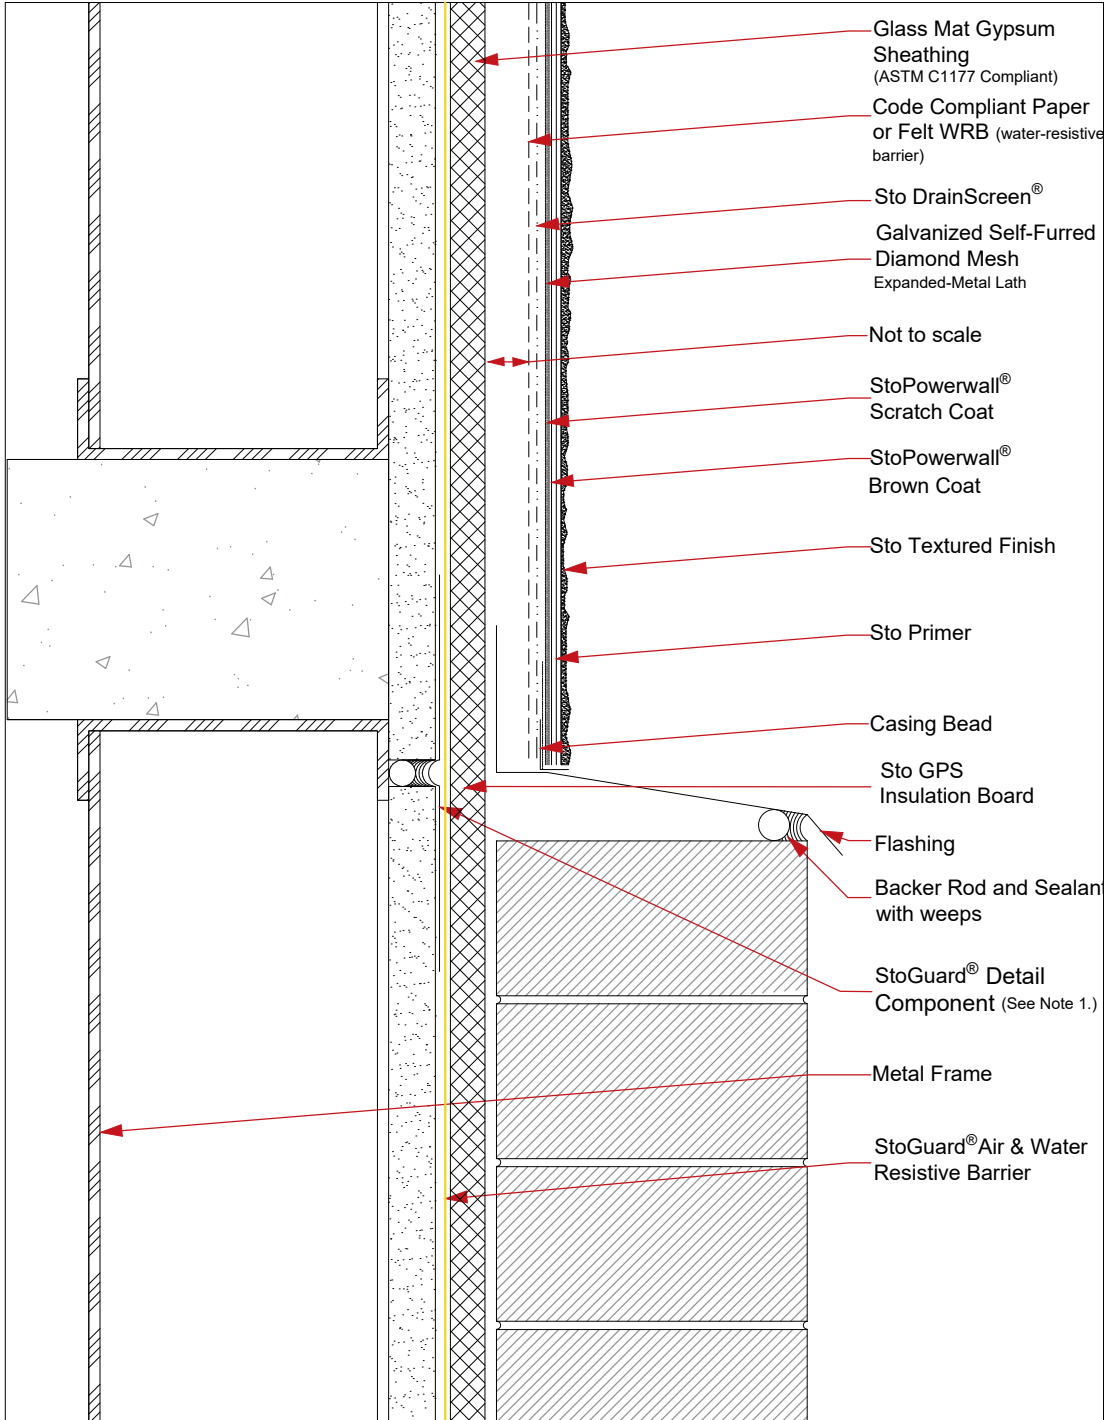 Glass Mat Gypsum
Sheathing
(ASTM C1177 Compliant)
Code Compliant Paper
or Felt WRB (water-resistive
barrier)
Sto DrainScreen®
Galvanized Self-Furred
Diamond Mesh
Expanded-Metal Lath
Not to scale
StoPowerwall®
Scratch Coat
StoPowerwall®
Brown Coat
Sto Textured Finish
Sto Primer
Casing Bead
Sto GPS
Insulation Board
Flashing
Backer Rod and Sealant
with weeps
StoGuard® Detail
Component (See Note 1.)
Metal Frame
StoGuard® Air & Water
Resistive Barrier